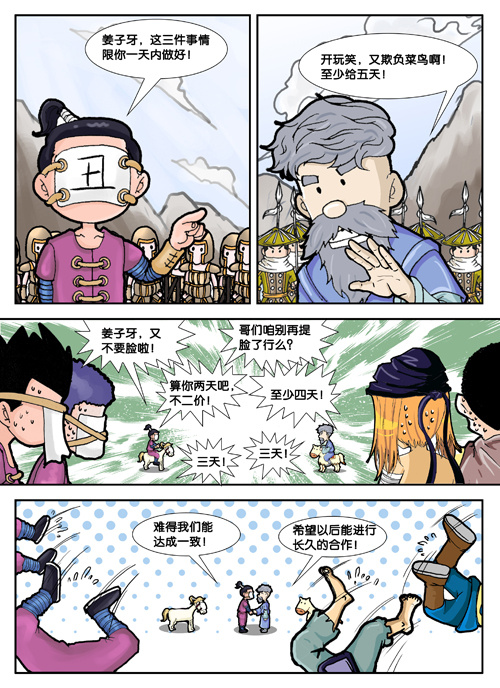 姜子牙，这三件事情
限你一天内做好！
开玩笑，又欺负菜鸟啊！
至少给五天！
丑
姜子牙，又
不要脸啦！
哥们咱别再提
脸了行么？
算你两天吧，
不二价！
至少四天！
三天！
三天！
难得我们能
达成一致！
希望以后能进行
长久的合作！